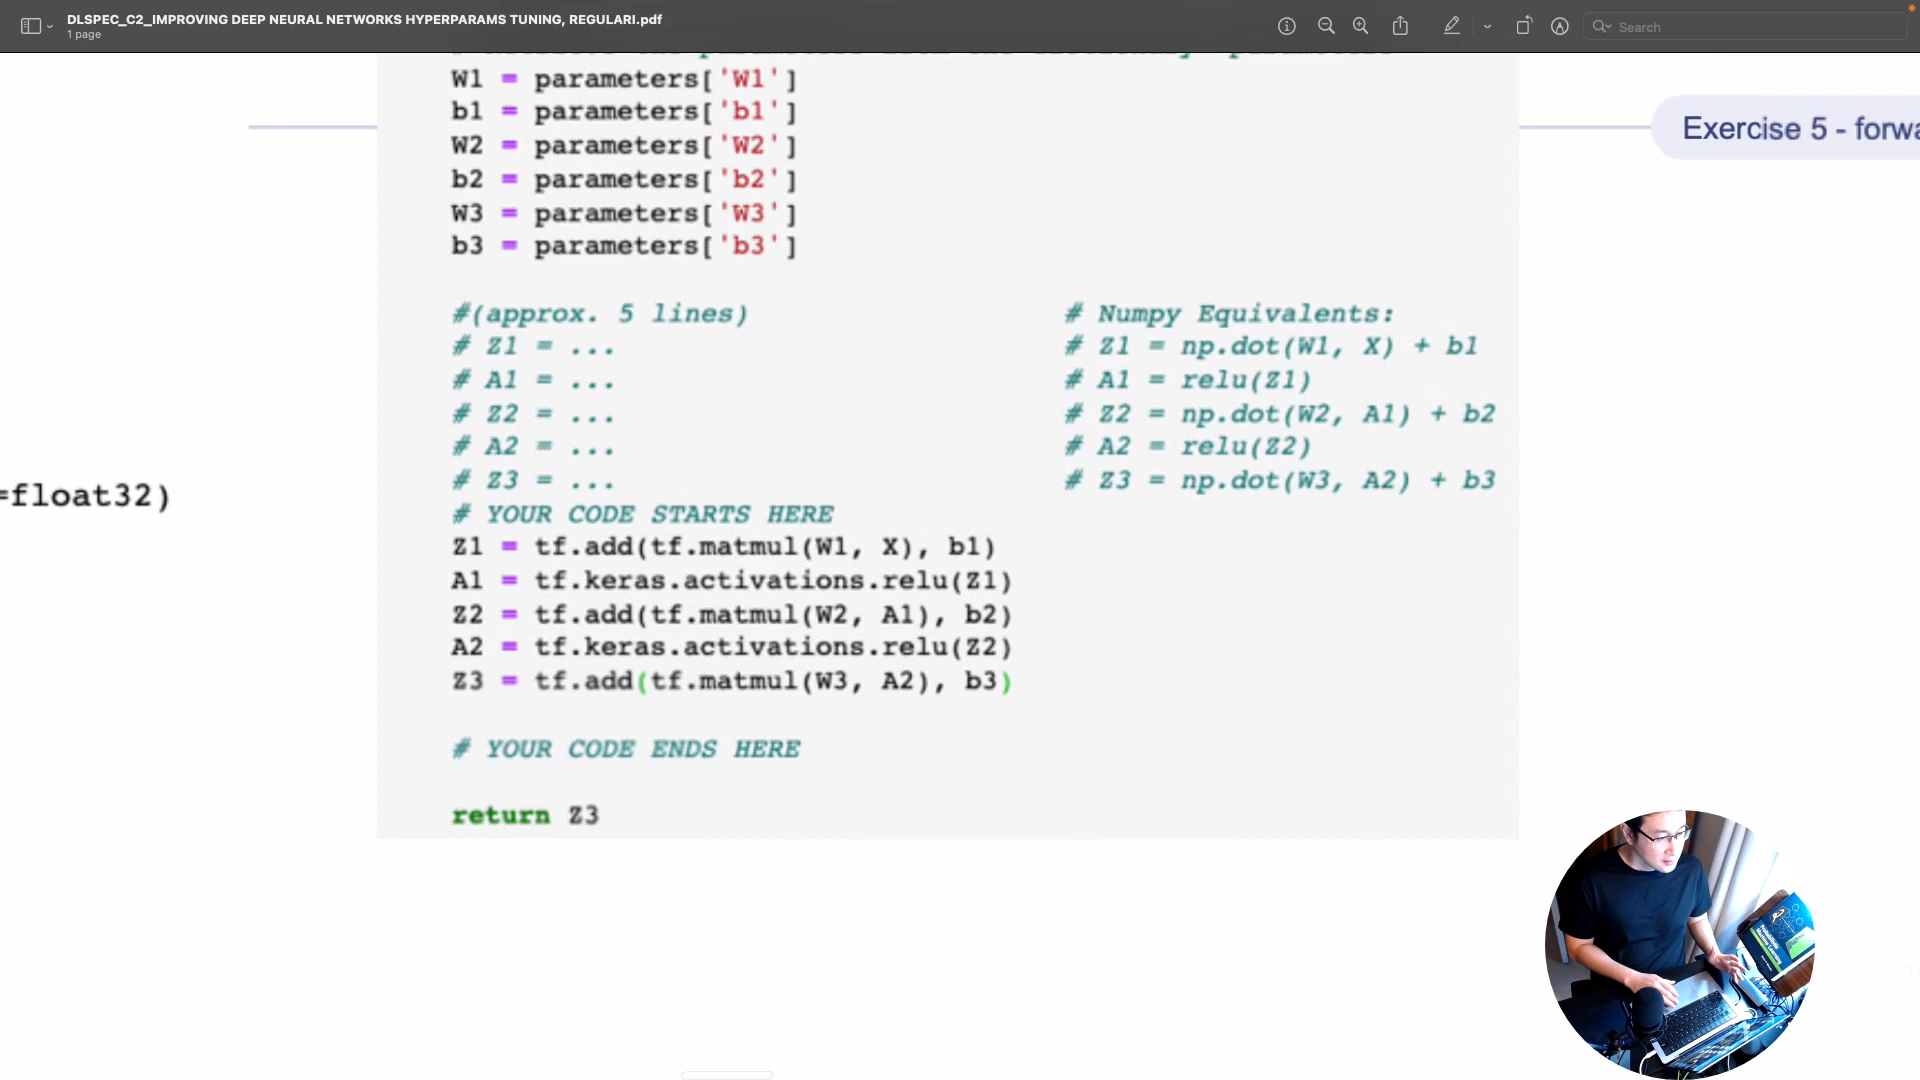 DLSPEC_C2_IMPROVING DEEP NEURAL NETWORKS HYPERPARAMS TUNING, REGULARI.pdf
1 page
Search
W1 = parameters['W1']
b1 = parameters['b1']
W2 = parameters['W2']
b2 = parameters['b2']
W3 = parameters['W3']
b3 = parameters['b3']
Exercise 5 - forwa
#(approx. 5 lines) # Numpy Equivalents:
# Z1 = ... # Z1 = np.dot(W1, X) + b1
# A1 = ... # A1 = relu(Z1)
# Z2 = ... # Z2 = np.dot(W2, A1) + b2
# A2 = ... # A2 = relu(Z2)
# Z3 = ... # Z3 = np.dot(W3, A2) + b3
=float32)
# YOUR CODE STARTS HERE
Z1 = tf.add(tf.matmul(W1, X), b1)
A1 = tf.keras.activations.relu(Z1)
Z2 = tf.add(tf.matmul(W2, A1), b2)
A2 = tf.keras.activations.relu(Z2)
Z3 = tf.add(tf.matmul(W3, A2), b3)
# YOUR CODE ENDS HERE
return Z3